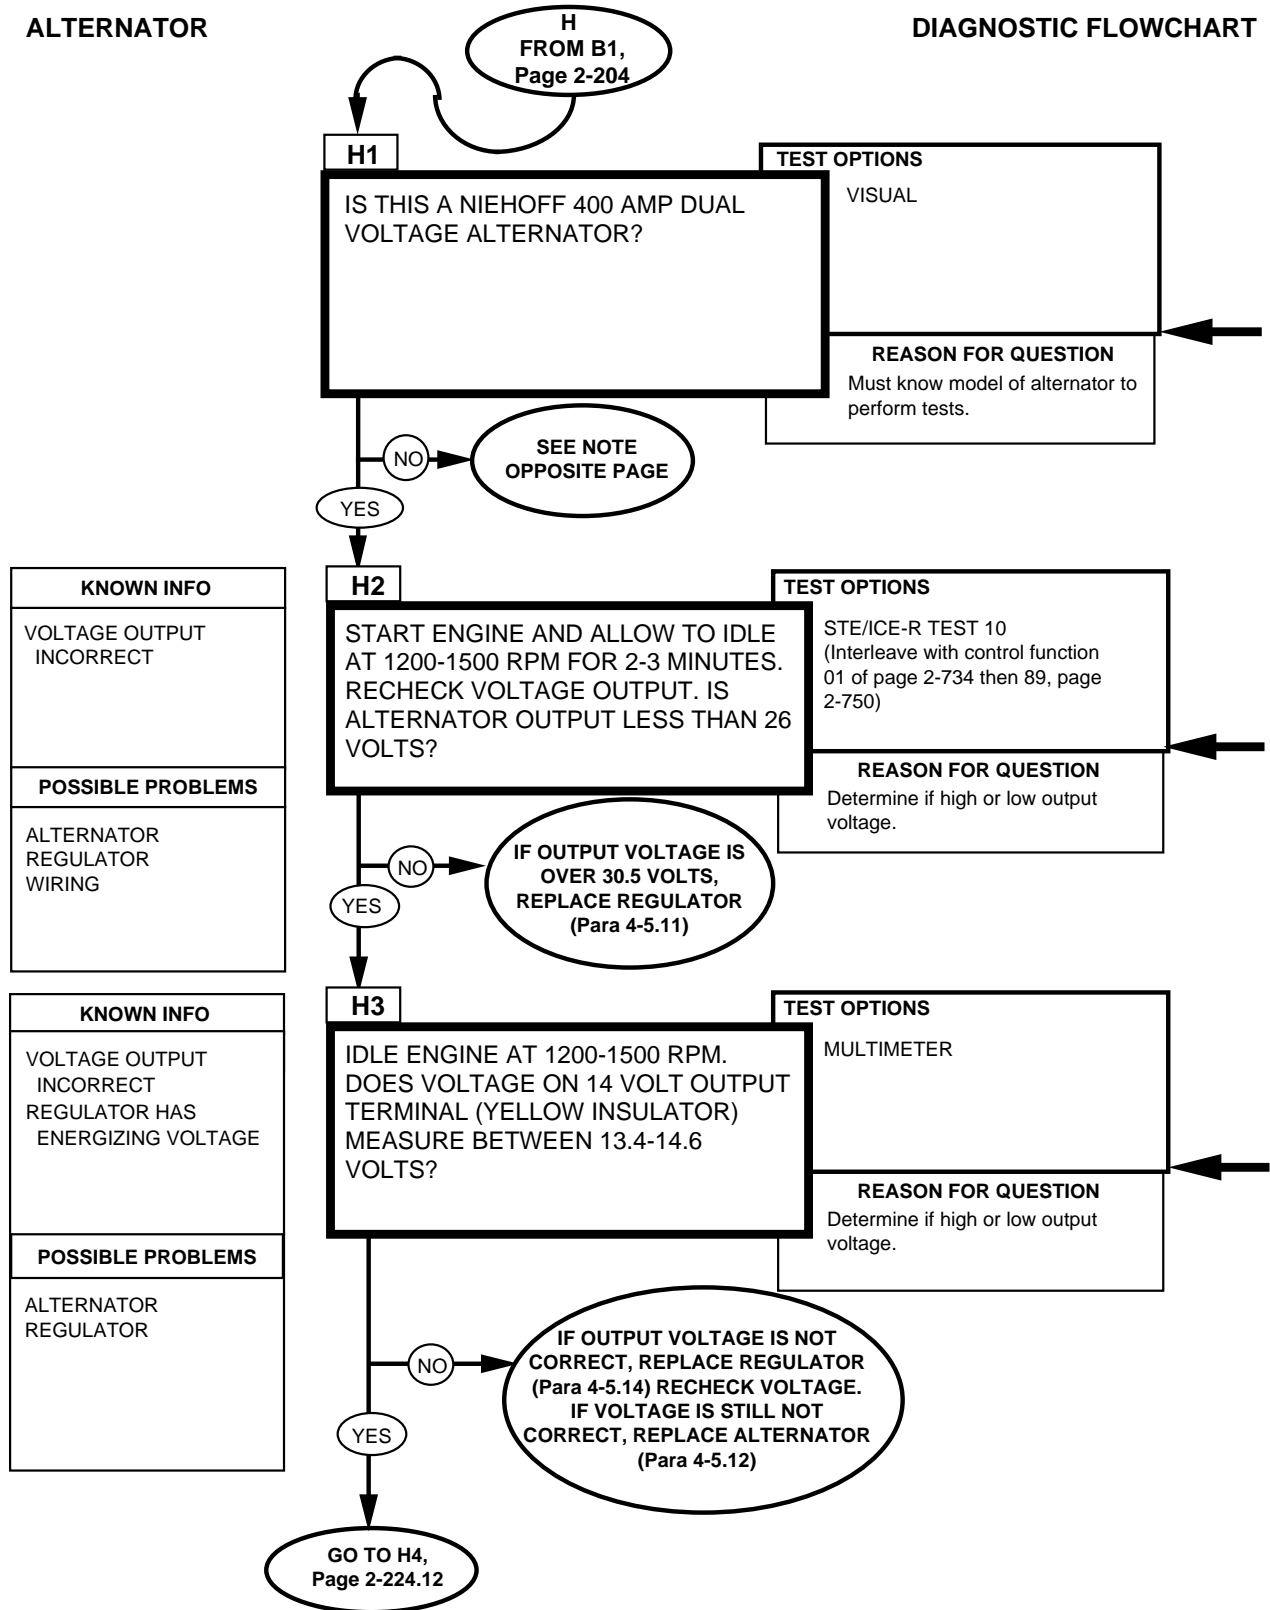 ALTERNATOR
DIAGNOSTIC FLOWCHART
H
FROM B1,
Page 2-204
H1
IS THIS A NIEHOFF 400 AMP DUAL
VOLTAGE ALTERNATOR?
TEST OPTIONS
VISUAL
REASON FOR QUESTION
Must know model of alternator to
perform tests.
NO
SEE NOTE
OPPOSITE PAGE
YES
KNOWN INFO
VOLTAGE OUTPUT
INCORRECT
POSSIBLE PROBLEMS
ALTERNATOR
REGULATOR
WIRING
H2
START ENGINE AND ALLOW TO IDLE
AT 1200-1500 RPM FOR 2-3 MINUTES.
RECHECK VOLTAGE OUTPUT. IS
ALTERNATOR OUTPUT LESS THAN 26
VOLTS?
TEST OPTIONS
STE/ICE-R TEST 10
(Interleave with control function
01 of page 2-734 then 89, page
2-750)
REASON FOR QUESTION
Determine if high or low output
voltage.
NO
IF OUTPUT VOLTAGE IS
OVER 30.5 VOLTS,
REPLACE REGULATOR
(Para 4-5.11)
YES
KNOWN INFO
VOLTAGE OUTPUT
INCORRECT
REGULATOR HAS
ENERGIZING VOLTAGE
POSSIBLE PROBLEMS
ALTERNATOR
REGULATOR
H3
IDLE ENGINE AT 1200-1500 RPM.
DOES VOLTAGE ON 14 VOLT OUTPUT
TERMINAL (YELLOW INSULATOR)
MEASURE BETWEEN 13.4-14.6
VOLTS?
TEST OPTIONS
MULTIMETER
REASON FOR QUESTION
Determine if high or low output
voltage.
NO
IF OUTPUT VOLTAGE IS NOT
CORRECT, REPLACE REGULATOR
(Para 4-5.14) RECHECK VOLTAGE.
IF VOLTAGE IS STILL NOT
CORRECT, REPLACE ALTERNATOR
(Para 4-5.12)
YES
GO TO H4,
Page 2-224.12